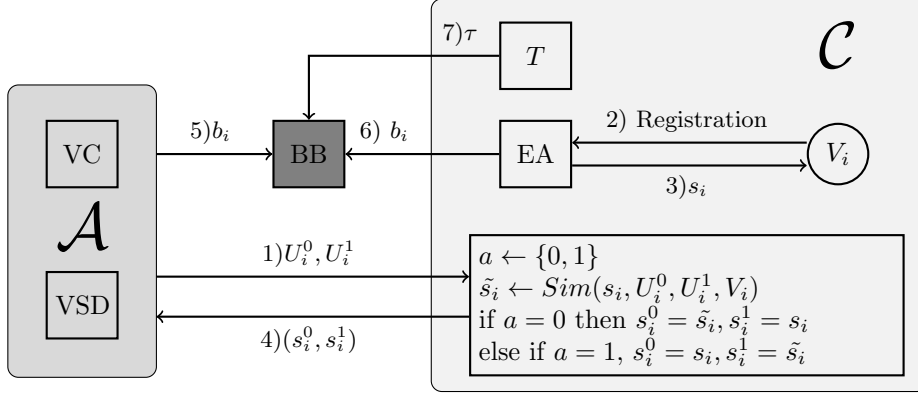 7)τ
T
𝒞
VC
5)b_i
BB
6) b_i
EA
2) Registration
3)s_i
V_i
𝒜
VSD
1)U_i^0, U_i^1
4)(s_i^0, s_i^1)
a ← {0, 1}
s̃_i ← Sim(s_i, U_i^0, U_i^1, V_i)
if a = 0 then s_i^0 = s̃_i, s_i^1 = s_i
else if a = 1, s_i^0 = s_i, s_i^1 = s̃_i